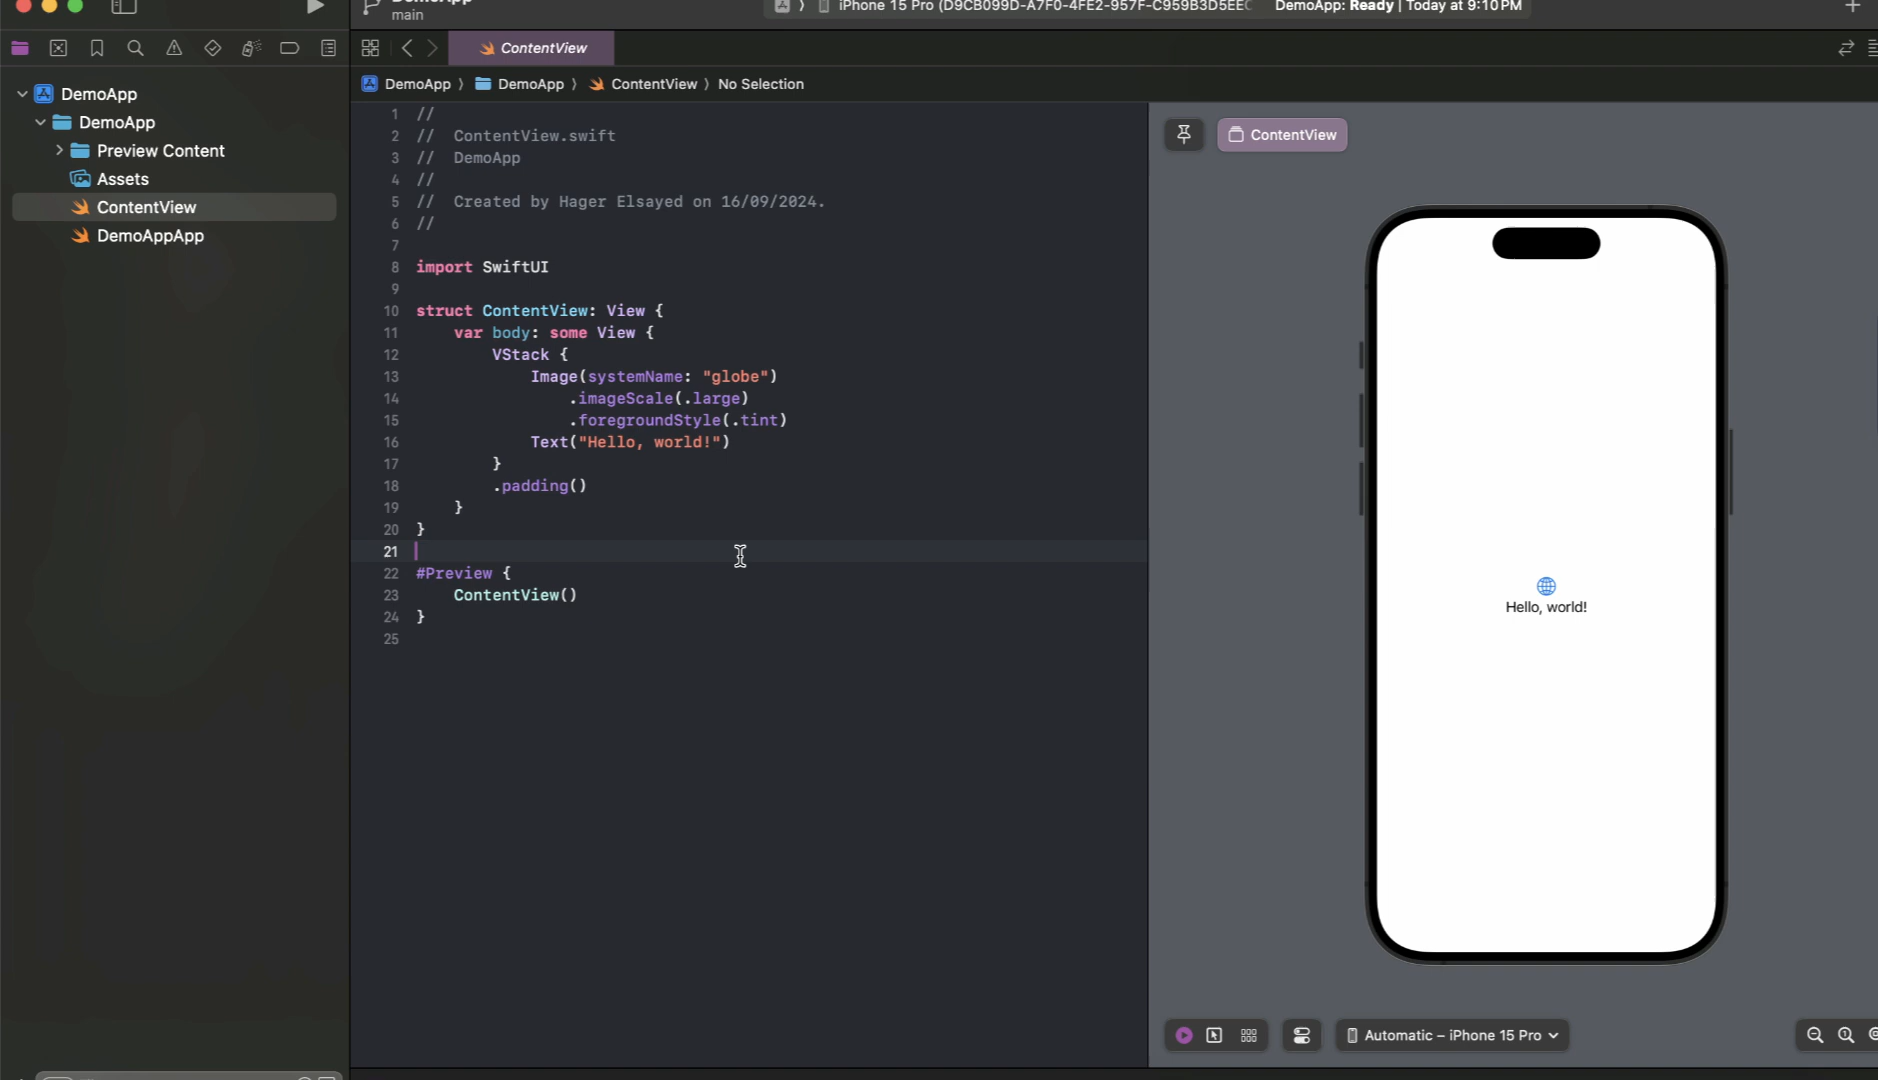 main
iPhone 15 Pro (D9CB099D-A7F0-4FE2-957F-C959B3D5EEC
DemoApp: Ready | Today at 9:10 PM
ContentView
DemoApp
DemoApp
Preview Content
Assets
ContentView
DemoAppApp
DemoApp 〉 DemoApp 〉 ContentView 〉 No Selection
1 //
2 //  ContentView.swift
3 //  DemoApp
4 //
5 //  Created by Hager Elsayed on 16/09/2024.
6 //
7
8 import SwiftUI
9
10 struct ContentView: View {
11     var body: some View {
12         VStack {
13             Image(systemName: "globe")
14                 .imageScale(.large)
15                 .foregroundStyle(.tint)
16             Text("Hello, world!")
17         }
18         .padding()
19     }
20 }
21
22 #Preview {
23     ContentView()
24 }
25
ContentView
Hello, world!
Automatic – iPhone 15 Pro